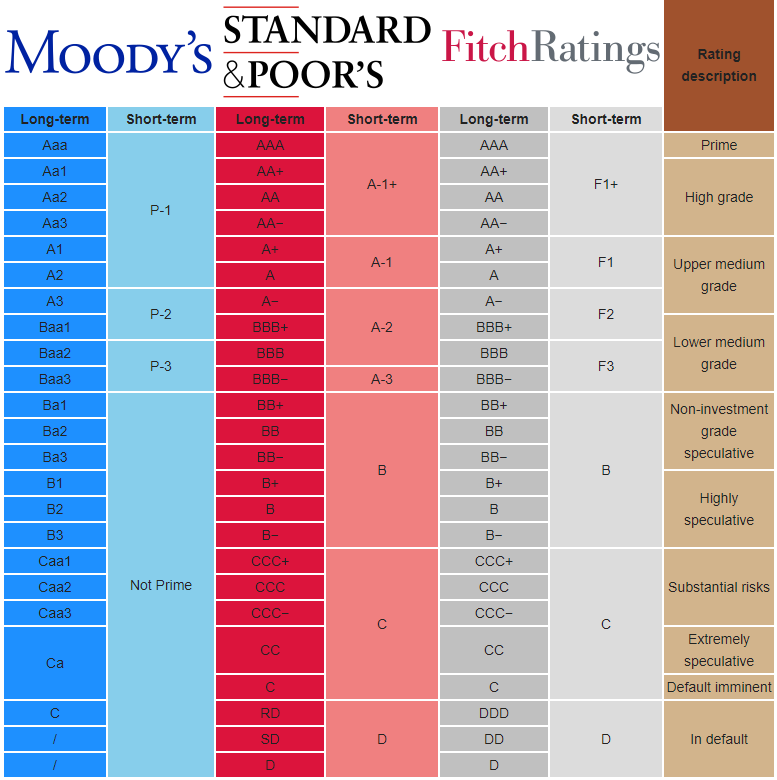 MOODY'S STANDARD &POOR'S FitchRatings Rating description
Long-term Short-term Long-term Short-term Long-term Short-term
Aaa P-1 AAA A-1+ AAA F1+ Prime
Aa1 AA+ AA+ High grade
Aa2 AA AA
Aa3 AA− AA−
A1 A+ A-1 A+ F1 Upper medium grade
A2 A A
A3 P-2 A− A-2 A− F2
Baa1 BBB+ BBB+ Lower medium grade
Baa2 P-3 BBB BBB F3
Baa3 BBB− A-3 BBB−
Ba1 Not Prime BB+ B BB+ B Non-investment grade speculative
Ba2 BB BB
Ba3 BB− BB−
B1 B+ B+ Highly speculative
B2 B B
B3 B− B−
Caa1 CCC+ C CCC+ C Substantial risks
Caa2 CCC CCC
Caa3 CCC− CCC−
Ca CC CC Extremely speculative
C C Default imminent
C RD D DDD D In default
/ SD DD
/ D D